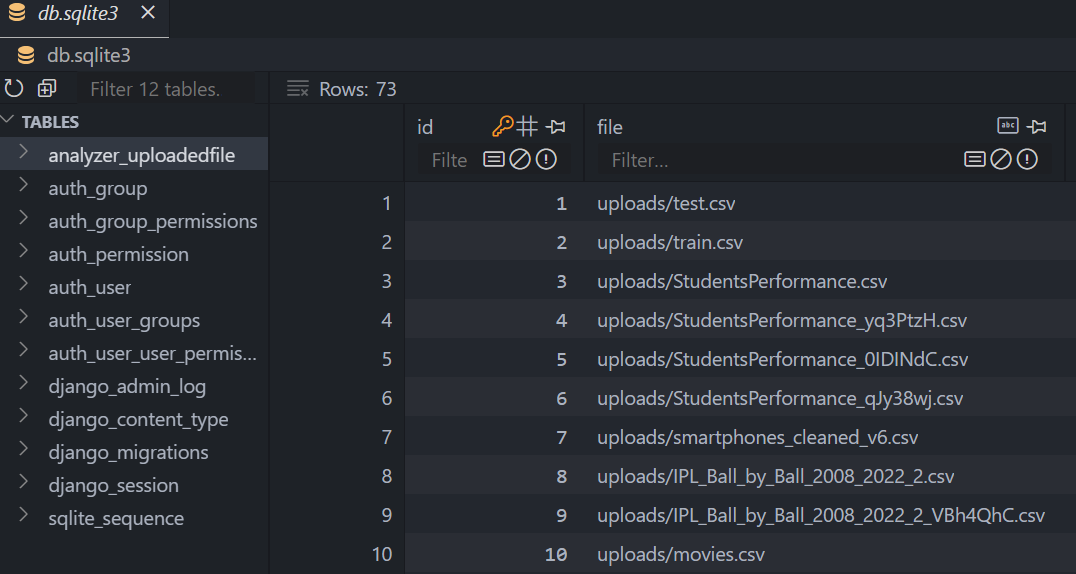 db.sqlite3
db.sqlite3
Filter 12 tables.
Rows: 73
TABLES
analyzer_uploadedfile
auth_group
auth_group_permissions
auth_permission
auth_user
auth_user_groups
auth_user_user_permis...
django_admin_log
django_content_type
django_migrations
django_session
sqlite_sequence
id file
Filte Filter...
1 1 uploads/test.csv
2 2 uploads/train.csv
3 3 uploads/StudentsPerformance.csv
4 4 uploads/StudentsPerformance_yq3PtzH.csv
5 5 uploads/StudentsPerformance_0IDINdC.csv
6 6 uploads/StudentsPerformance_qJy38wj.csv
7 7 uploads/smartphones_cleaned_v6.csv
8 8 uploads/IPL_Ball_by_Ball_2008_2022_2.csv
9 9 uploads/IPL_Ball_by_Ball_2008_2022_2_VBh4QhC.csv
10 10 uploads/movies.csv